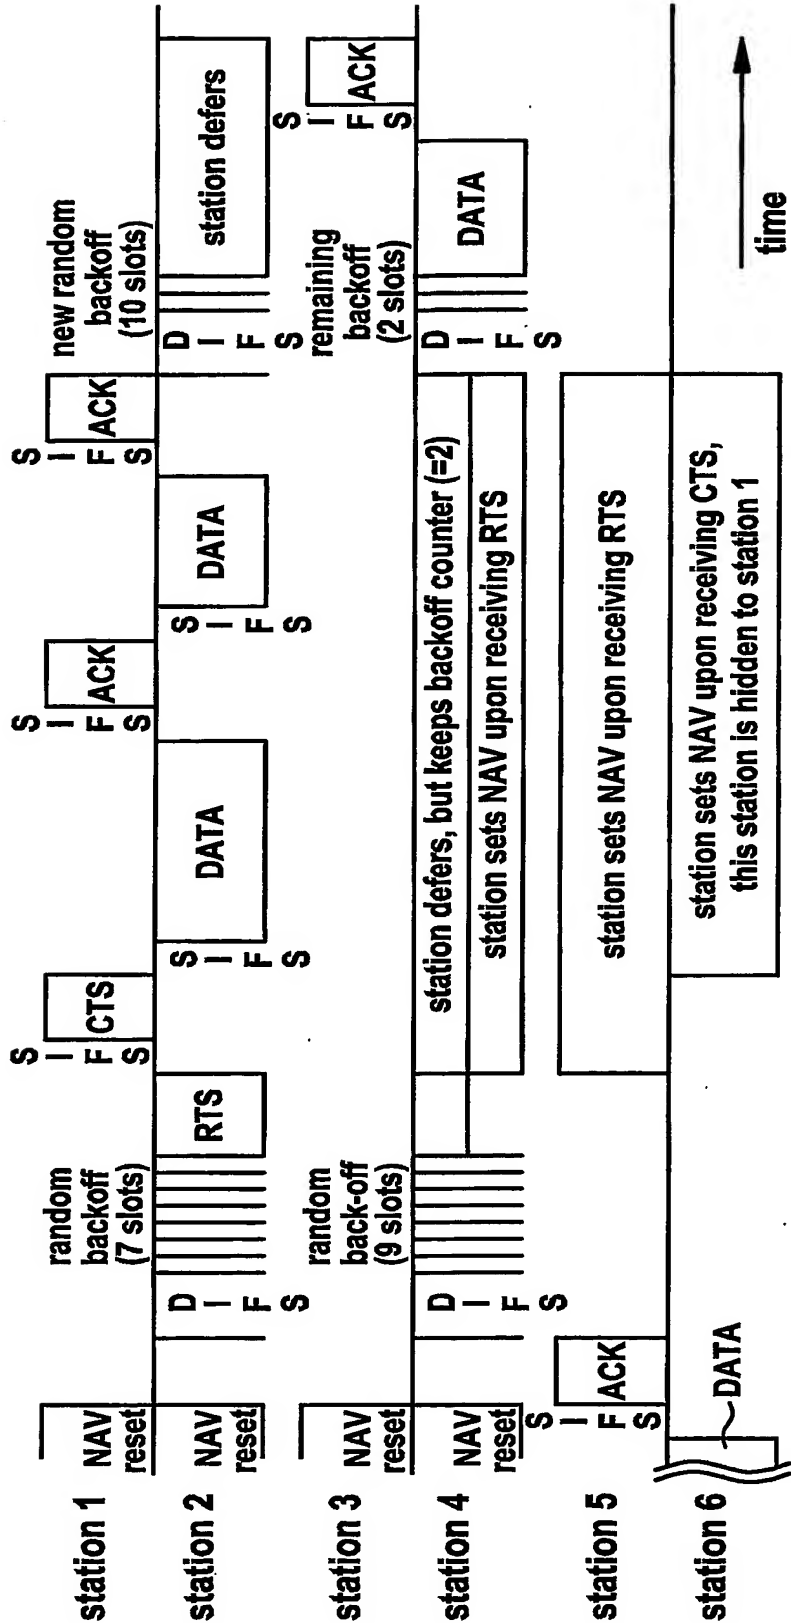 station 1
NAV
reset
random
backoff
(7 slots)
SIFS
CTS
SIFS
ACK
SIFS
ACK
new random
backoff
(10 slots)
station 2
NAV
reset
DIFS
RTS
SIFS
DATA
SIFS
DATA
DIFS
station defers
station 3
NAV
reset
random
back-off
(9 slots)
remaining
backoff
(2 slots)
SIFS
ACK
station 4
NAV
reset
DIFS
station defers, but keeps backoff counter (=2)
station sets NAV upon receiving RTS
DIFS
DATA
station 5
SIFS
ACK
station sets NAV upon receiving RTS
station 6
DATA
station sets NAV upon receiving CTS,
this station is hidden to station 1
time